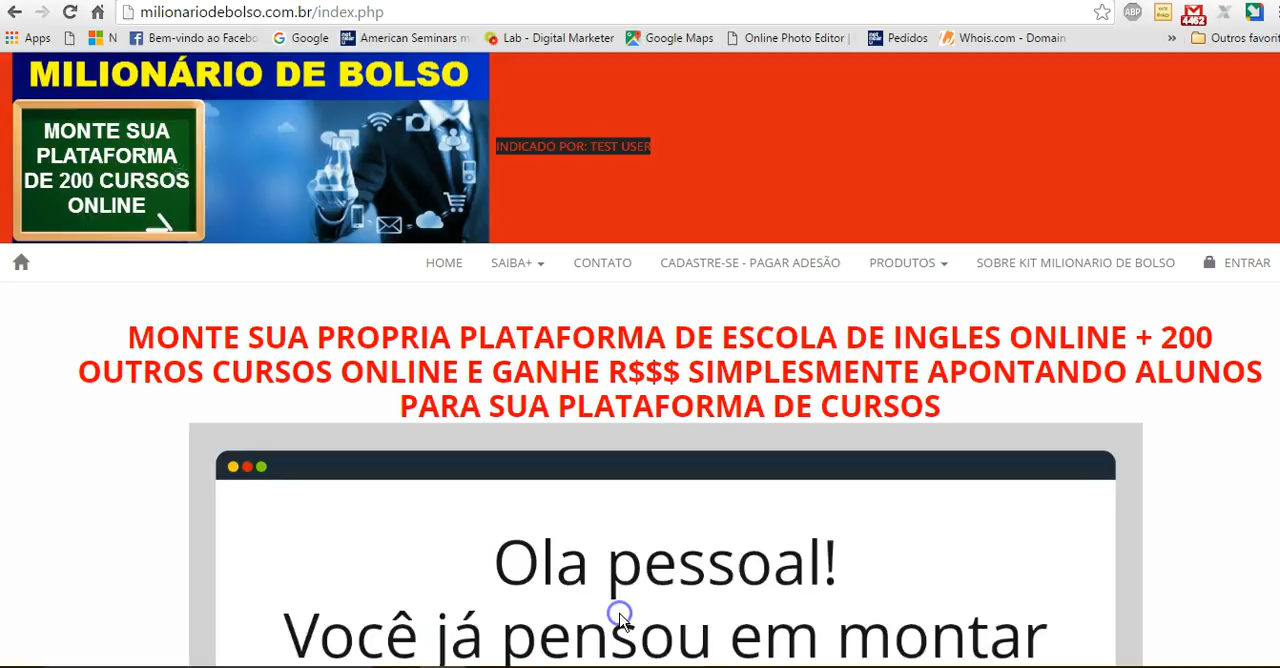 milionariodebolso.com.br/index.php
ABP
4462
Apps
N
Bem-vindo ao Facebo
Google
American Seminars m
Lab - Digital Marketer
Google Maps
Online Photo Editor |
Pedidos
Whois.com - Domain
»
Outros favorit
MILIONÁRIO DE BOLSO
MONTE SUA
PLATAFORMA
DE 200 CURSOS
ONLINE
INDICADO POR: TEST USER
HOME
SAIBA+
CONTATO
CADASTRE-SE - PAGAR ADESÃO
PRODUTOS
SOBRE KIT MILIONARIO DE BOLSO
ENTRAR
MONTE SUA PROPRIA PLATAFORMA DE ESCOLA DE INGLES ONLINE + 200
OUTROS CURSOS ONLINE E GANHE R$$$ SIMPLESMENTE APONTANDO ALUNOS
PARA SUA PLATAFORMA DE CURSOS
Ola pessoal!
Você já pensou em montar